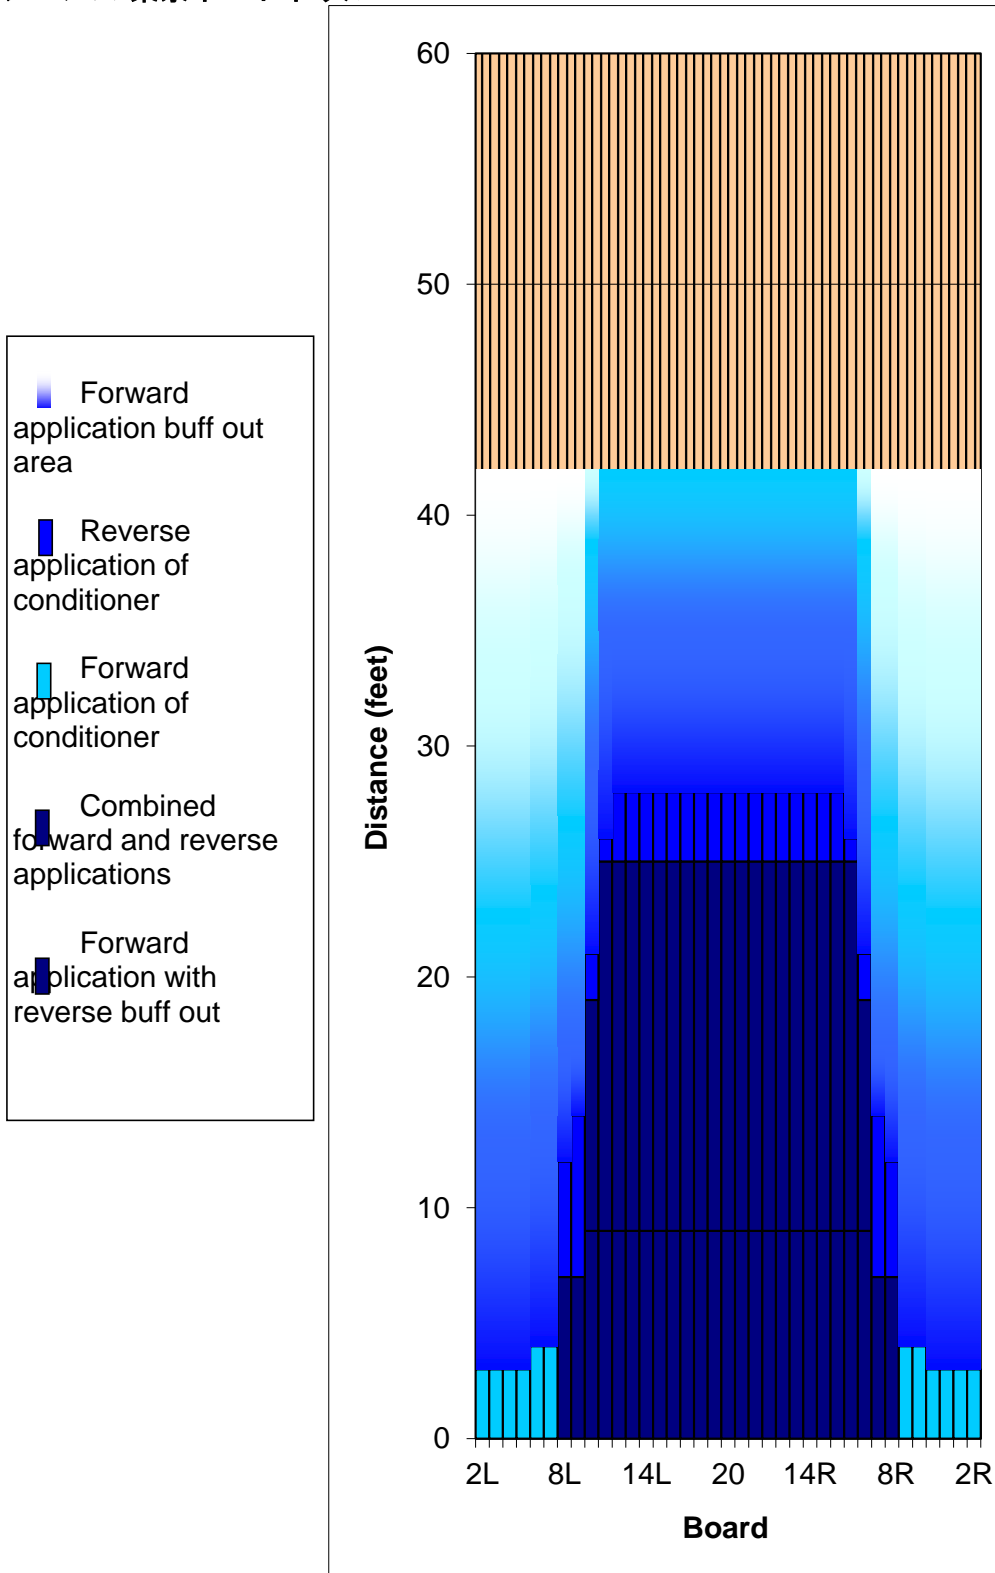 60
50
40
30
20
10
0
Distance (feet)
2L 8L 14L 20 14R 8R 2R
Board
Forward
application buff out
area
Reverse
application of
conditioner
Forward
application of
conditioner
Combined
forward and reverse
applications
Forward
application with
reverse buff out